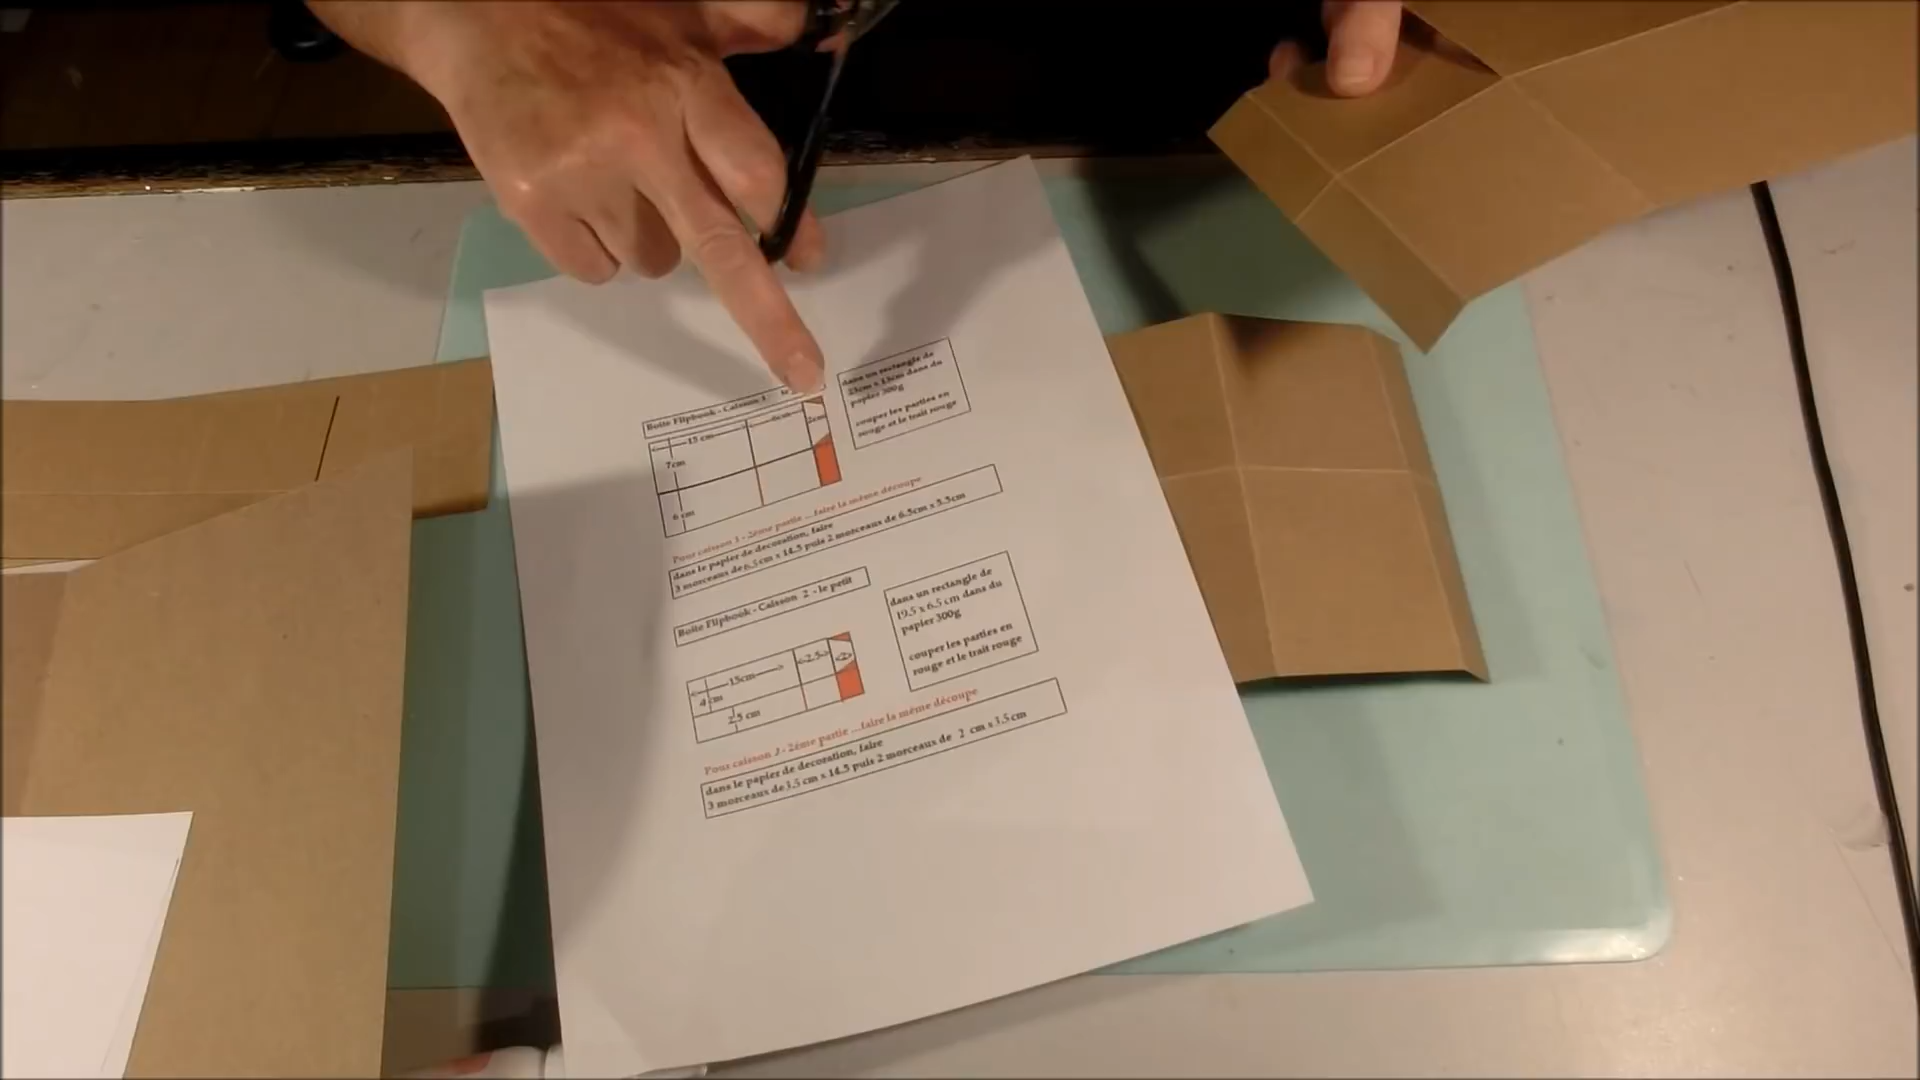 Boite Flipbook - Caisson 1
15 cm
6cm
2cm
7cm
6 cm
dans un rectangle de
23cm x 13cm dans du
papier 300g
couper les parties en
rouge et le trait rouge
Pour caisson 1 - 2ème partie ...faire la même découpe
dans le papier de decoration, faire
3 morceaux de 6.5 cm x 14.5 puis 2 morceaux de 6.5cm x 5.5cm
Boite Flipbook - Caisson 2 - le petit
15cm
<2.5>
<2>
4 cm
2.5 cm
dans un rectangle de
19.5 x 6.5 cm dans du
papier 300g
couper les parties en
rouge et le trait rouge
Pour caisson 2 - 2ème partie ...faire la même découpe
dans le papier de decoration, faire
3 morceaux de 3.5 cm x 14.5 puis 2 morceaux de 2 cm x 3.5cm